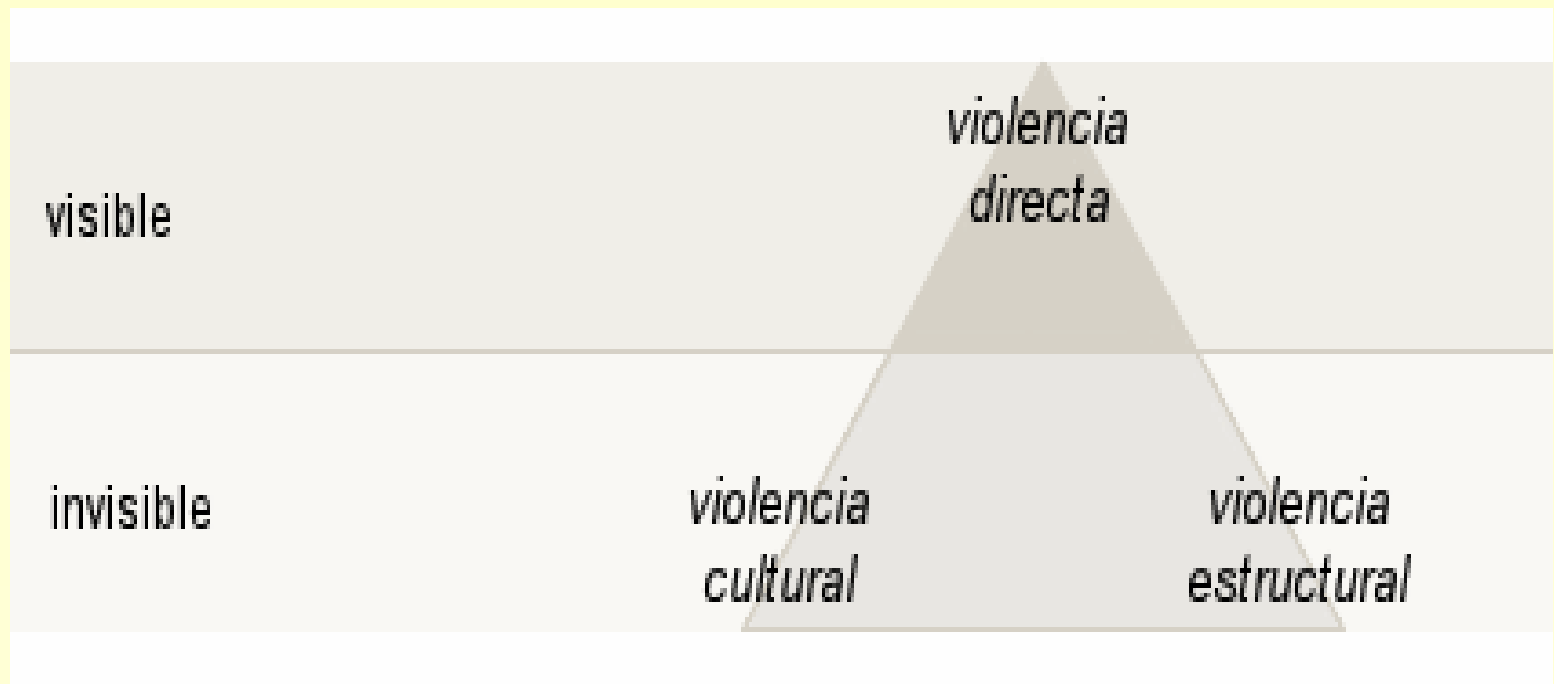 violencia
directa
visible
invisible
violencia
cultural
violencia
estructural